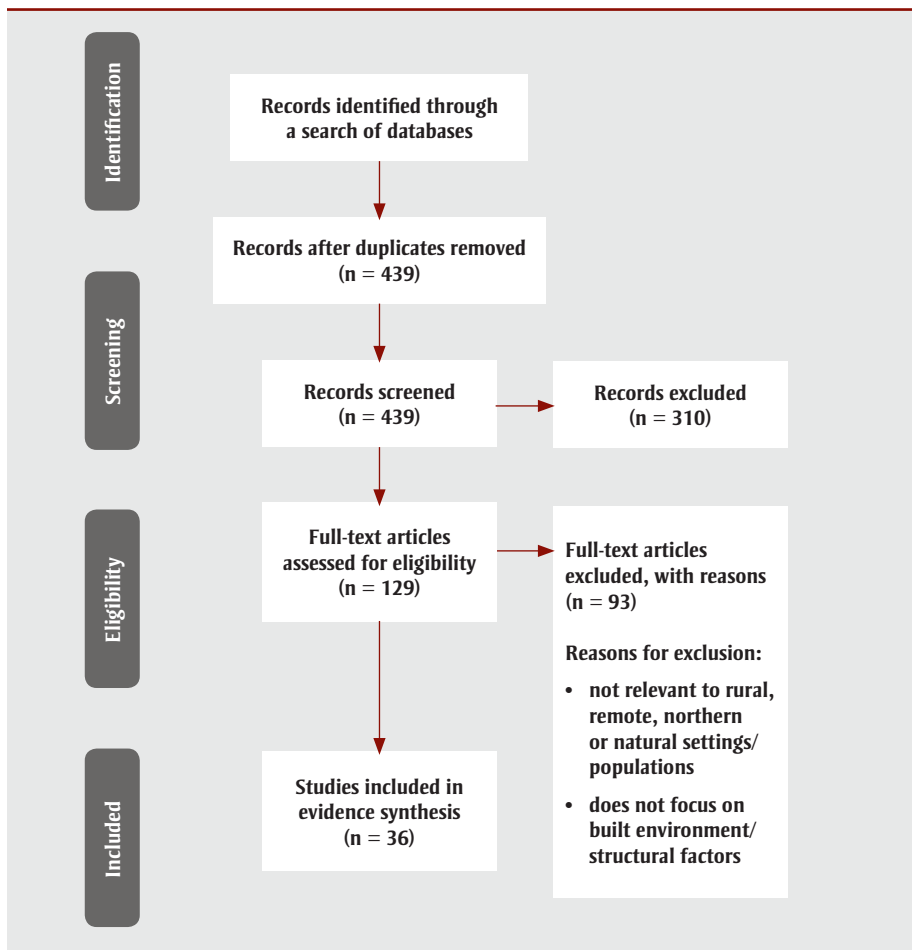 Identification
Records identified through
a search of databases
Records after duplicates removed
(n = 439)
Screening
Records screened
(n = 439)
Records excluded
(n = 310)
Eligibility
Full-text articles
assessed for eligibility
(n = 129)
Full-text articles
excluded, with reasons
(n = 93)
Reasons for exclusion:
• not relevant to rural,
remote, northern
or natural settings/
populations
• does not focus on
built environment/
structural factors
Included
Studies included in
evidence synthesis
(n = 36)